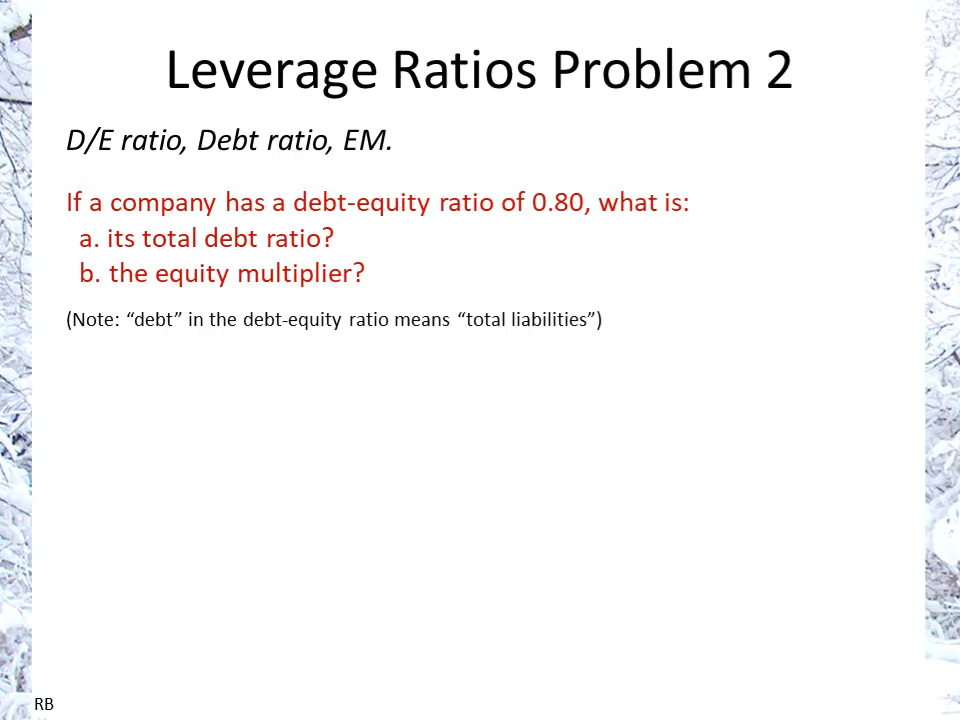 Leverage Ratios Problem 2
D/E ratio, Debt ratio, EM.
If a company has a debt-equity ratio of 0.80, what is:
a. its total debt ratio?
b. the equity multiplier?
(Note: “debt” in the debt-equity ratio means “total liabilities”)
RB